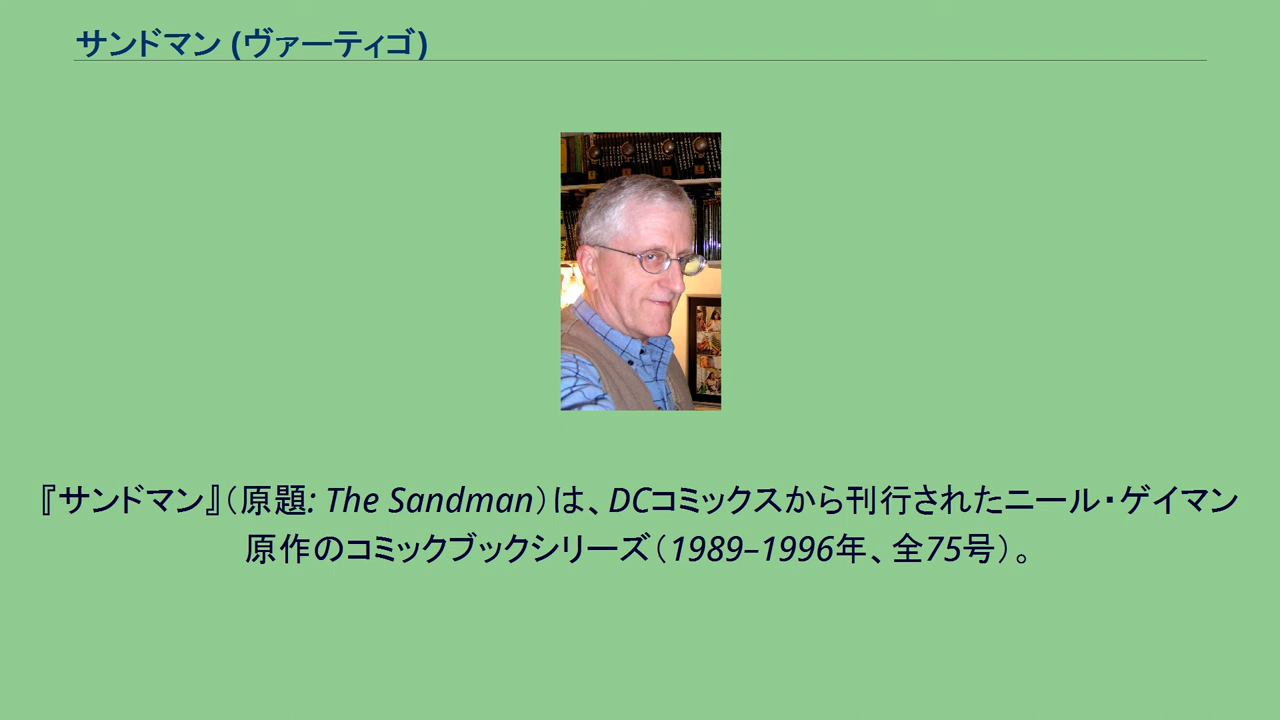 サンドマン (ヴァーティゴ)
『サンドマン』（原題: The Sandman）は、DCコミックスから刊行されたニール・ゲイマン
原作のコミックブックシリーズ（1989–1996年、全75号）。